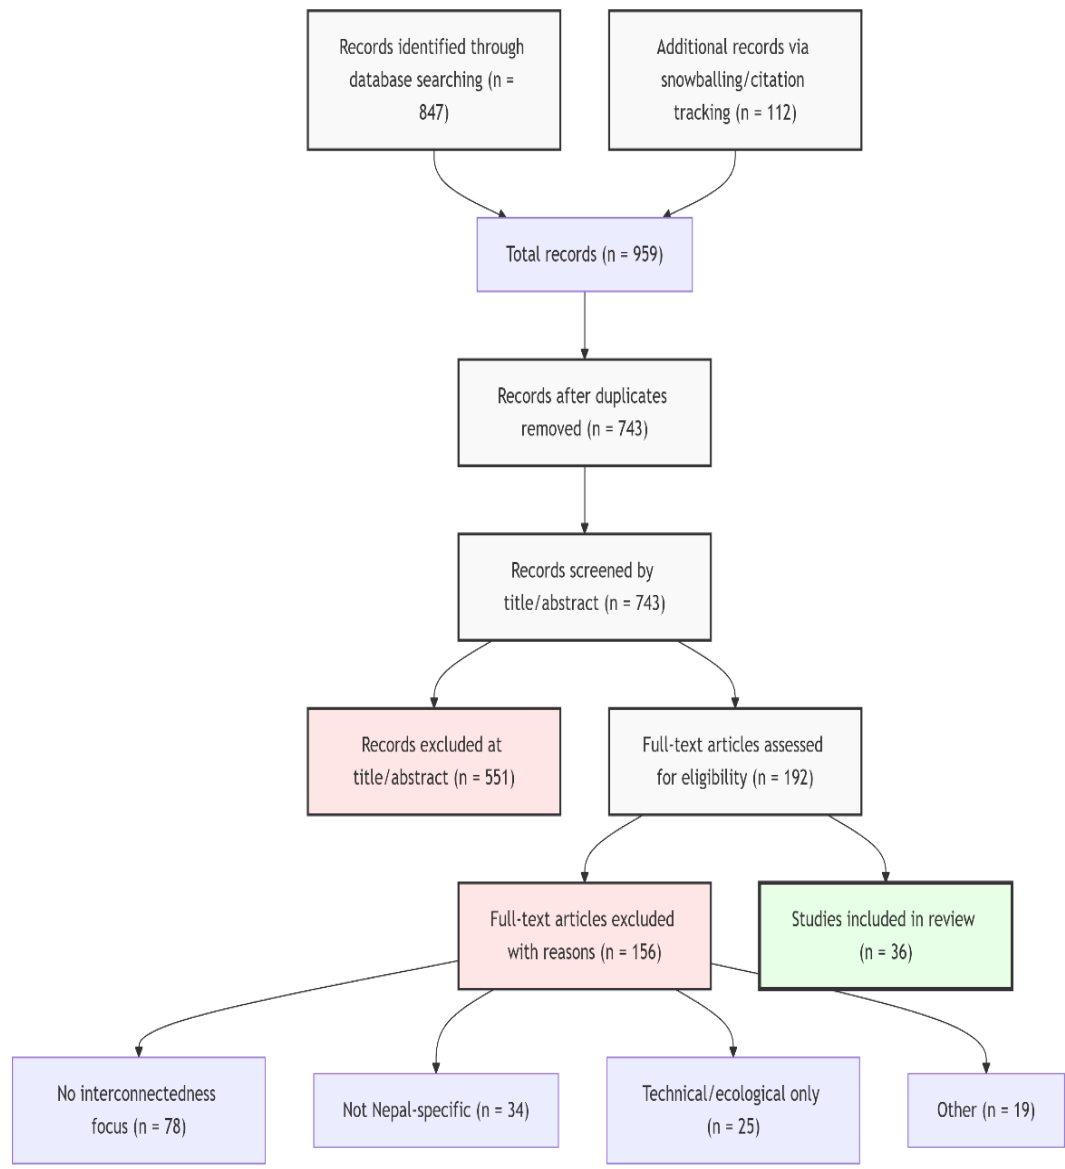 Records identified through
database searching (n =
847)
Additional records via
snowballing/citation
tracking (n = 112)
Total records (n = 959)
Records after duplicates
removed (n = 743)
Records screened by
title/abstract (n = 743)
Records excluded at
title/abstract (n = 551)
Full-text articles assessed
for eligibility (n = 192)
Full-text articles excluded
with reasons (n = 156)
Studies included in review
(n = 36)
No interconnectedness
focus (n = 78)
Not Nepal-specific (n = 34)
Technical/ecological only
(n = 25)
Other (n = 19)